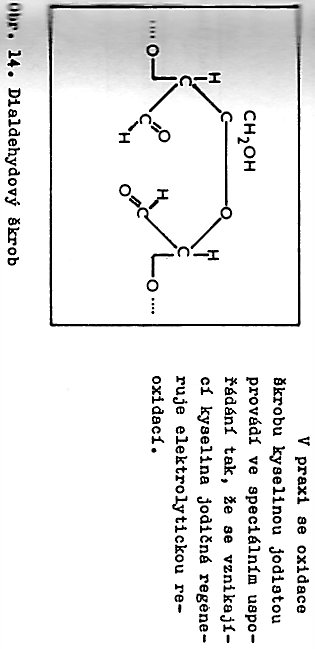 O
C H
C CH₂OH
C O
H
O H
C O
C H
O
Obr. 14. Dialdehydový škrob
V praxi se oxidace
škrobu kyselinou jodistou
provádí ve speciálním uspo-
řádání tak, že se vznikají-
cí kyselina jodičná regene-
ruje elektrolytickou re-
oxidací.